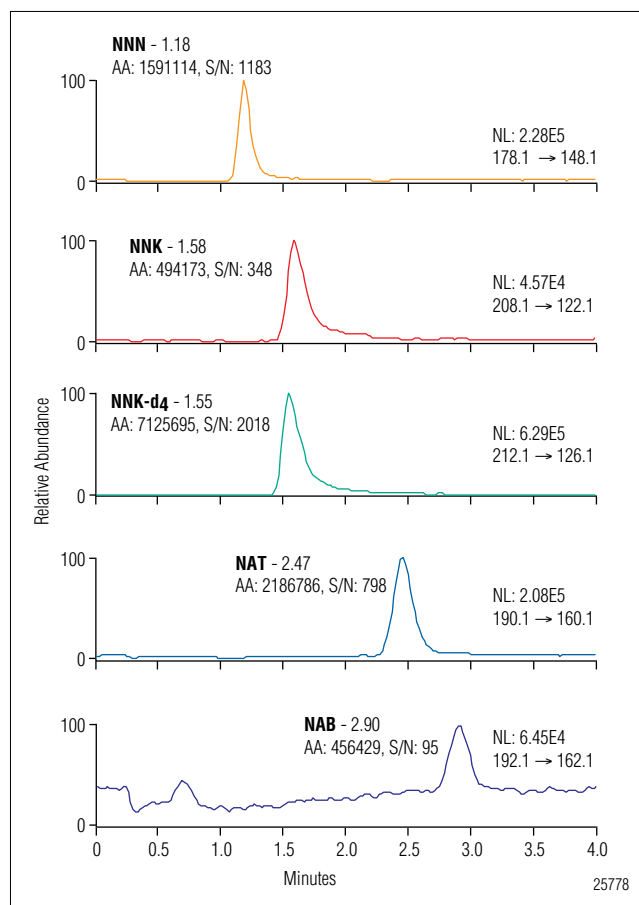 NNN - 1.18
AA: 1591114, S/N: 1183
100
0
NL: 2.28E5
178.1 → 148.1
NNK - 1.58
AA: 494173, S/N: 348
100
0
NL: 4.57E4
208.1 → 122.1
NNK-d4 - 1.55
AA: 7125695, S/N: 2018
100
0
NL: 6.29E5
212.1 → 126.1
Relative Abundance
NAT - 2.47
AA: 2186786, S/N: 798
100
0
NL: 2.08E5
190.1 → 160.1
NAB - 2.90
AA: 456429, S/N: 95
100
0
NL: 6.45E4
192.1 → 162.1
0 0.5 1.0 1.5 2.0 2.5 3.0 3.5 4.0
Minutes
25778